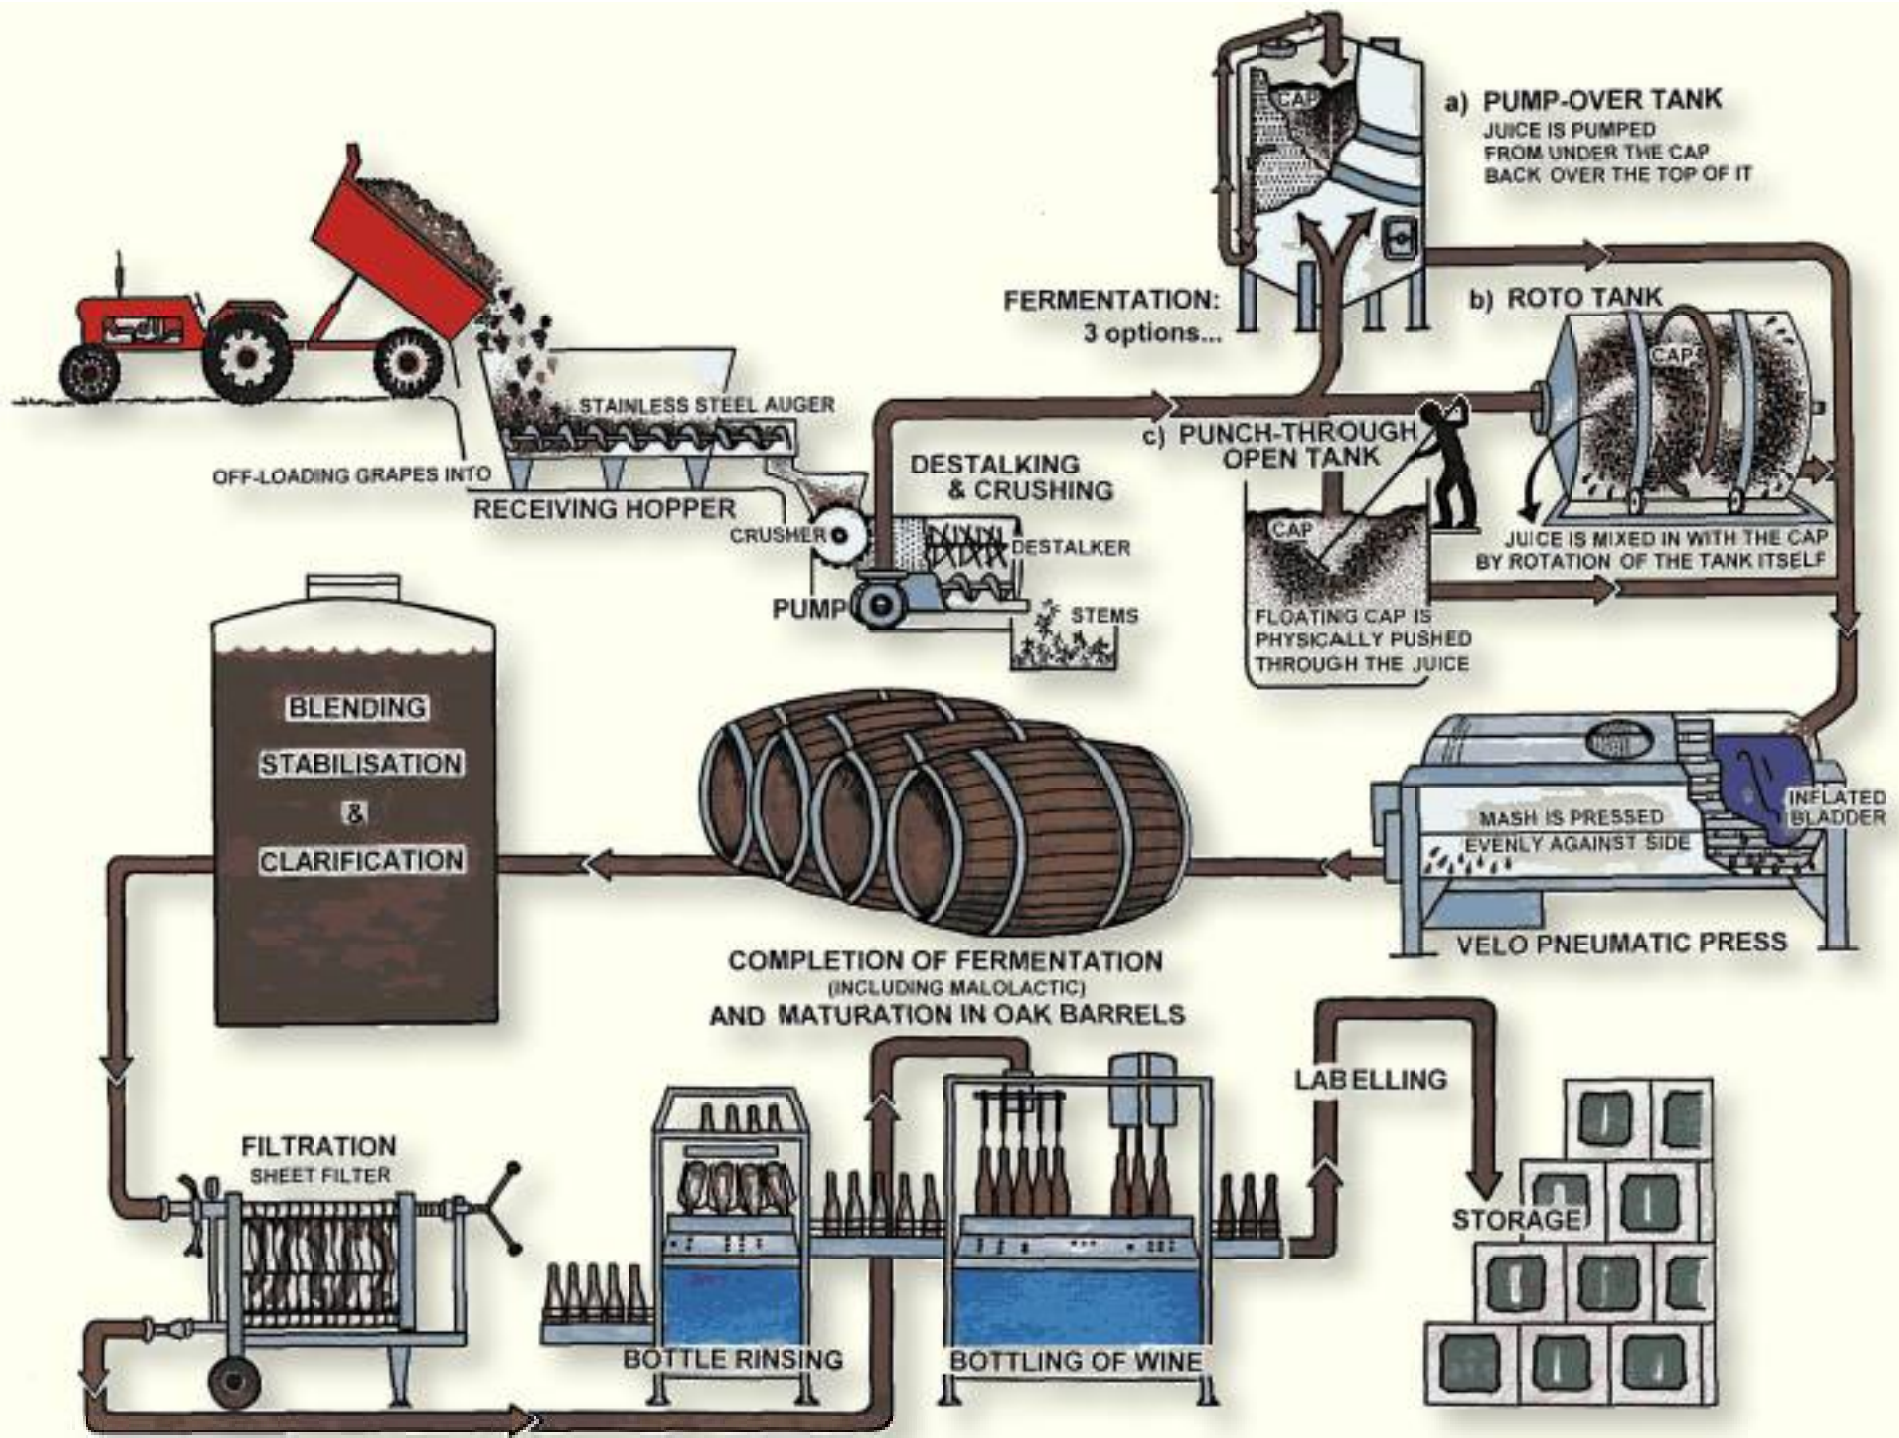 a) PUMP-OVER TANK
JUICE IS PUMPED
FROM UNDER THE CAP
BACK OVER THE TOP OF IT
CAP
FERMENTATION:
3 options...
b) ROTO TANK
CAP
JUICE IS MIXED IN WITH THE CAP
BY ROTATION OF THE TANK ITSELF
c) PUNCH-THROUGH
OPEN TANK
CAP
FLOATING CAP IS
PHYSICALLY PUSHED
THROUGH THE JUICE
STAINLESS STEEL AUGER
OFF-LOADING GRAPES INTO
RECEIVING HOPPER
DESTALKING
& CRUSHING
CRUSHER
DESTALKER
PUMP
STEMS
INFLATED
BLADDER
MASH IS PRESSED
EVENLY AGAINST SIDE
VELO PNEUMATIC PRESS
COMPLETION OF FERMENTATION
(INCLUDING MALOLACTIC)
AND MATURATION IN OAK BARRELS
BLENDING
STABILISATION
&
CLARIFICATION
FILTRATION
SHEET FILTER
BOTTLE RINSING
BOTTLING OF WINE
LABELLING
STORAGE